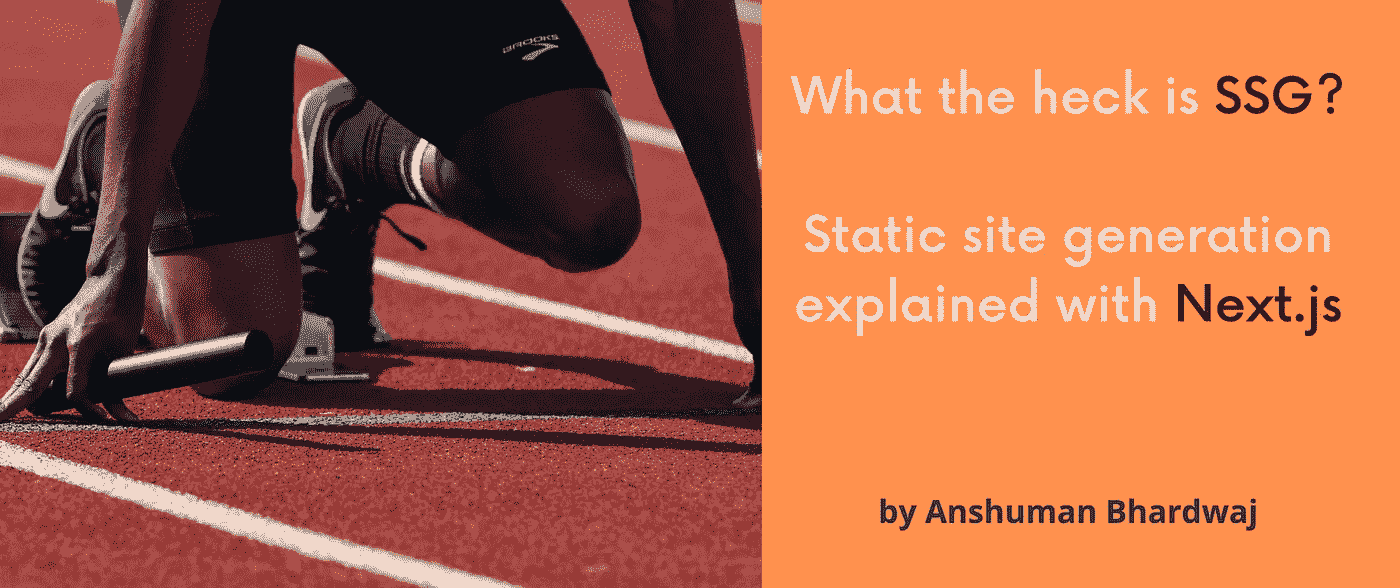 BROOKS
What the heck is SSG?
Static site generation
explained with Next.js
by Anshuman Bhardwaj